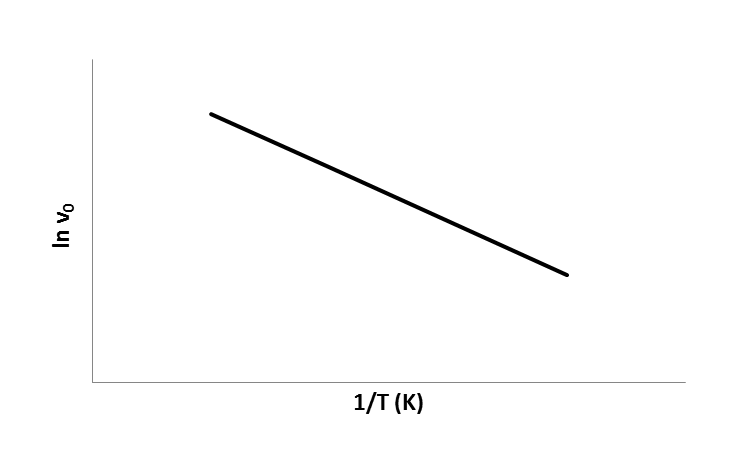 ln v₀
1/T (K)